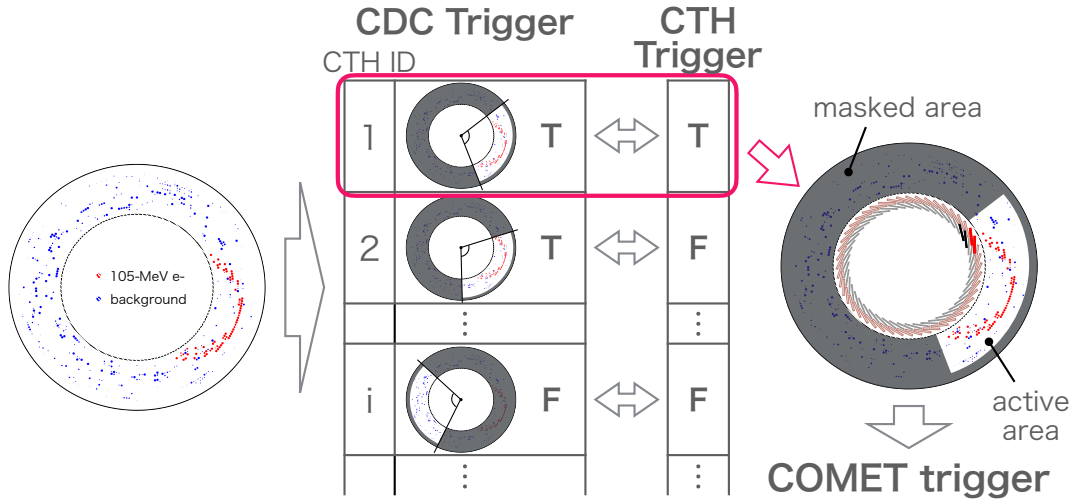 CDC Trigger
CTH
Trigger
CTH ID
1
T
T
masked area
2
T
F
105-MeV e-
background
i
F
F
active
area
COMET trigger